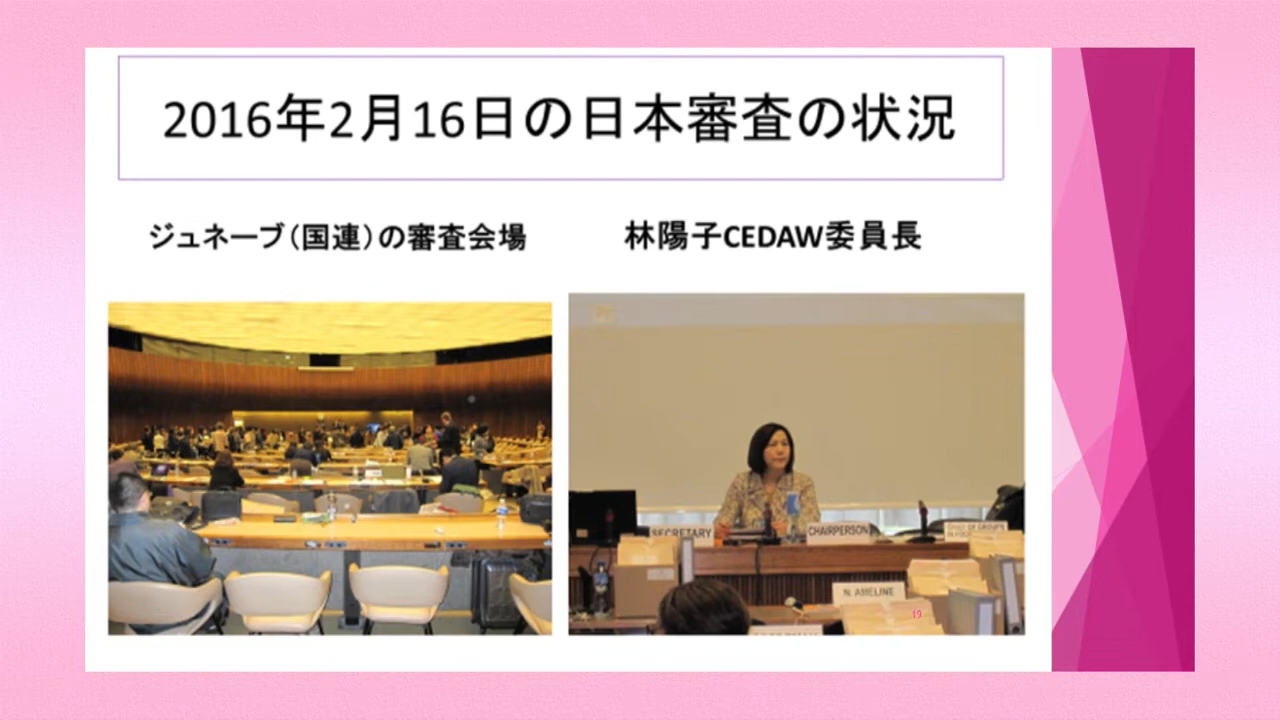 2016年2月16日の日本審査の状況
ジュネーブ（国連）の審査会場
林陽子CEDAW委員長
SECRETARY
CHAIRPERSON
N. AMELINE
19